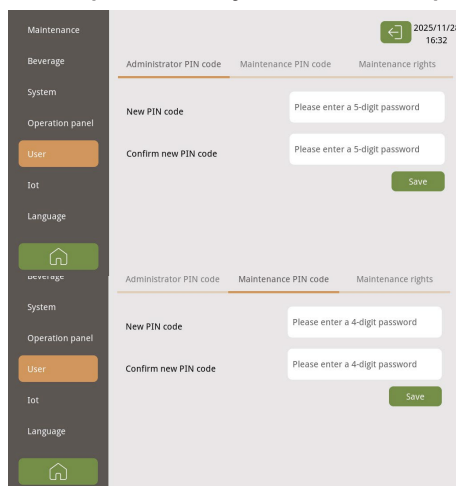 Maintenance
2025/11/28
16:32
Beverage
Administrator PIN code
Maintenance PIN code
Maintenance rights
System
New PIN code
Please enter a 5-digit password
Operation panel
User
Confirm new PIN code
Please enter a 5-digit password
Save
Iot
Language
Beverage
Administrator PIN code
Maintenance PIN code
Maintenance rights
System
New PIN code
Please enter a 4-digit password
Operation panel
User
Confirm new PIN code
Please enter a 4-digit password
Save
Iot
Language